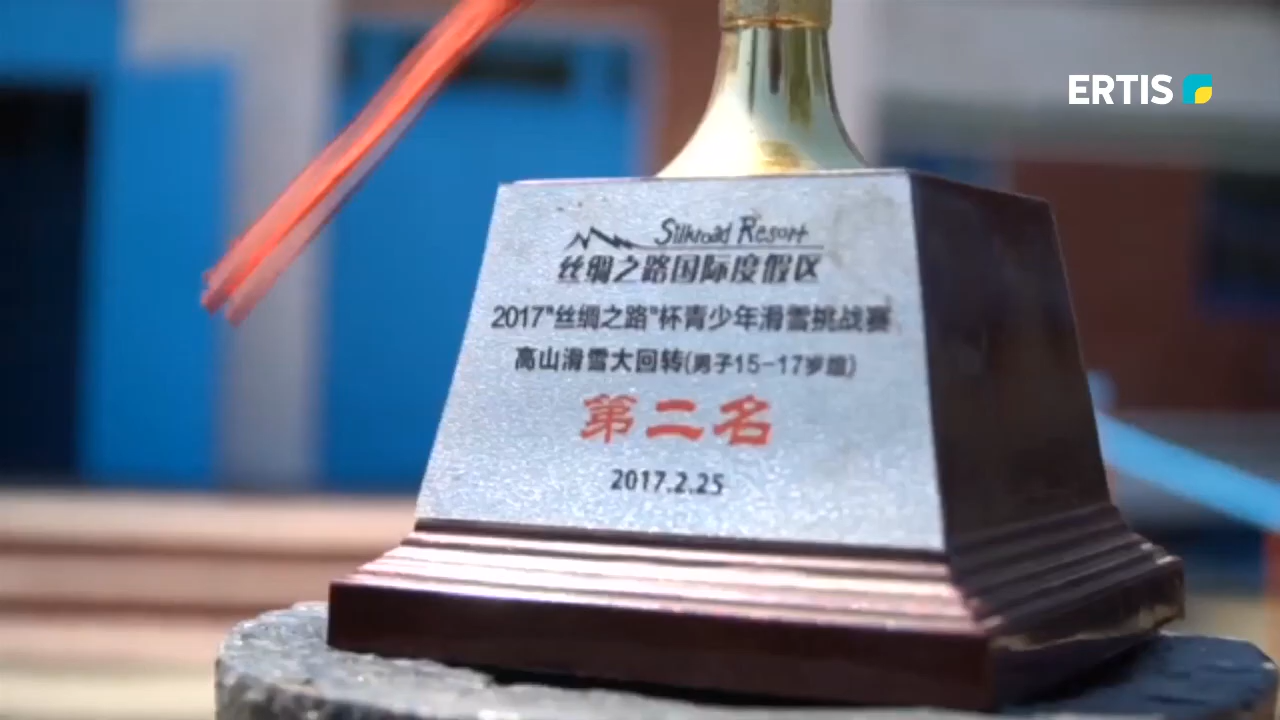 ERTIS
Silkroad Resort
丝绸之路国际度假区
2017"丝绸之路"杯青少年滑雪挑战赛
高山滑雪大回转(男子15-17岁组)
第二名
2017.2.25